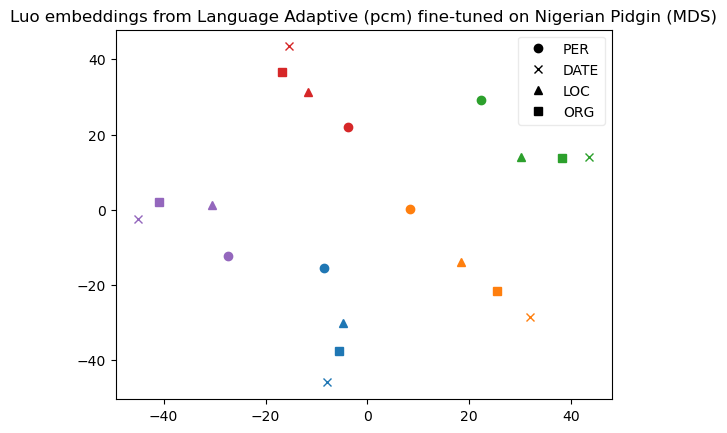 Luo embeddings from Language Adaptive (pcm) fine-tuned on Nigerian Pidgin (MDS)
PER
DATE
LOC
ORG
40
20
0
−20
−40
−40
−20
0
20
40